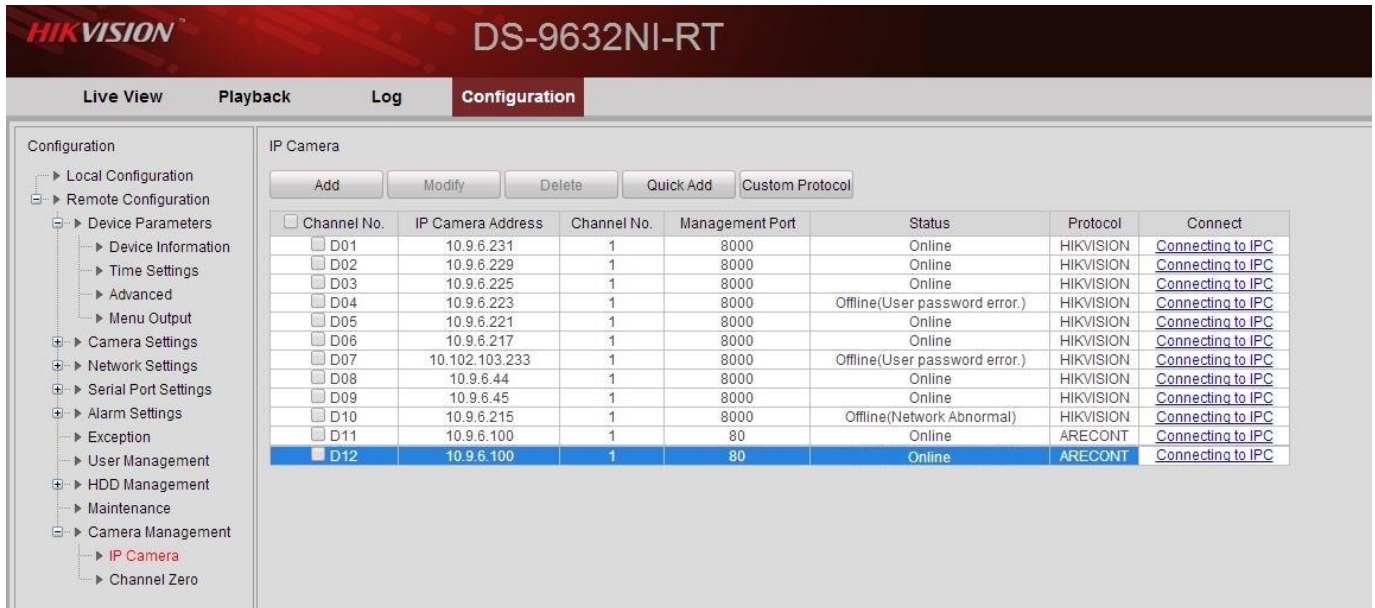 HIKVISION™
DS-9632NI-RT
Live View Playback Log Configuration
Configuration
Local Configuration
Remote Configuration
Device Parameters
Device Information
Time Settings
Advanced
Menu Output
Camera Settings
Network Settings
Serial Port Settings
Alarm Settings
Exception
User Management
HDD Management
Maintenance
Camera Management
IP Camera
Channel Zero
IP Camera
Add Modify Delete Quick Add Custom Protocol
Channel No. IP Camera Address Channel No. Management Port Status Protocol Connect
D01 10.9.6.231 1 8000 Online HIKVISION Connecting to IPC
D02 10.9.6.229 1 8000 Online HIKVISION Connecting to IPC
D03 10.9.6.225 1 8000 Online HIKVISION Connecting to IPC
D04 10.9.6.223 1 8000 Offline(User password error.) HIKVISION Connecting to IPC
D05 10.9.6.221 1 8000 Online HIKVISION Connecting to IPC
D06 10.9.6.217 1 8000 Online HIKVISION Connecting to IPC
D07 10.102.103.233 1 8000 Offline(User password error.) HIKVISION Connecting to IPC
D08 10.9.6.44 1 8000 Online HIKVISION Connecting to IPC
D09 10.9.6.45 1 8000 Online HIKVISION Connecting to IPC
D10 10.9.6.215 1 8000 Offline(Network Abnormal) HIKVISION Connecting to IPC
D11 10.9.6.100 1 80 Online ARECONT Connecting to IPC
D12 10.9.6.100 1 80 Online ARECONT Connecting to IPC